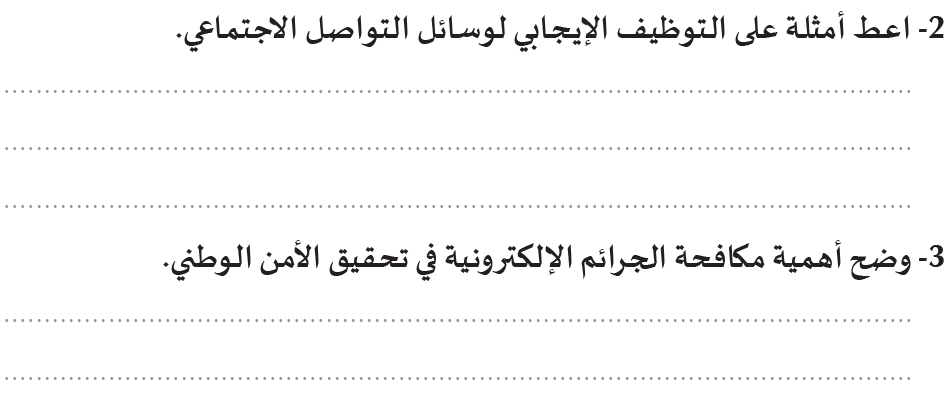 2- اعط أمثلة على التوظيف الإيجابي لوسائل التواصل الاجتماعي.
3- وضح أهمية مكافحة الجرائم الإلكترونية في تحقيق الأمن الوطني.